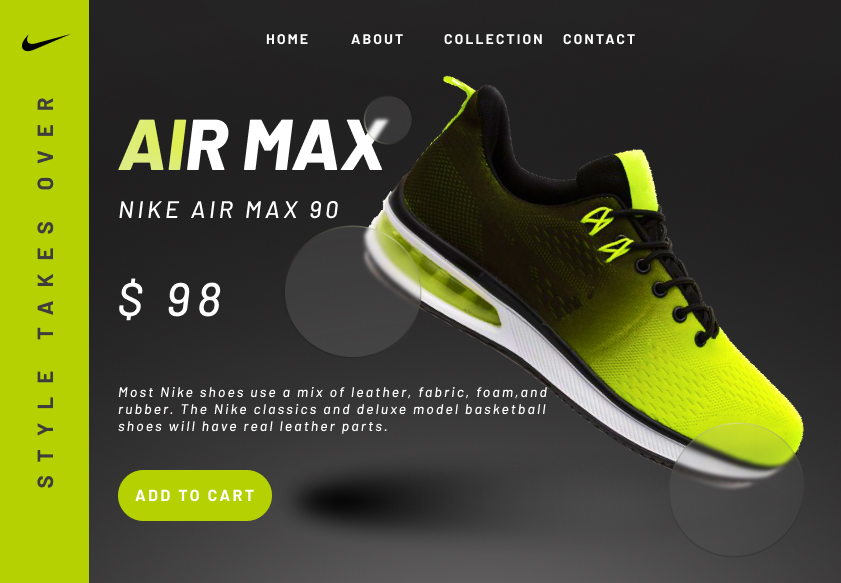 HOME ABOUT COLLECTION CONTACT
STYLE TAKES OVER
AIR MAX
NIKE AIR MAX 90
$ 98
Most Nike shoes use a mix of leather, fabric, foam,and
rubber. The Nike classics and deluxe model basketball
shoes will have real leather parts.
ADD TO CART